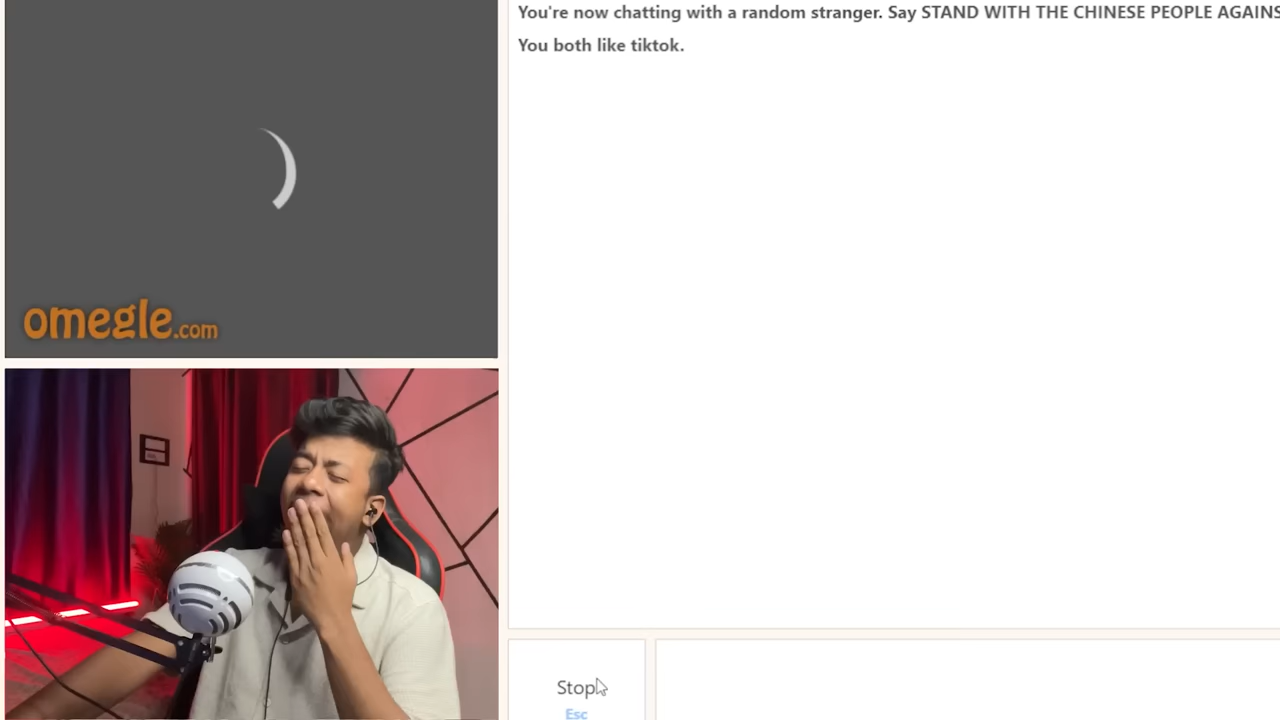 You're now chatting with a random stranger. Say STAND WITH THE CHINESE PEOPLE AGAINS
You both like tiktok.
omegle.com
Stop
Esc